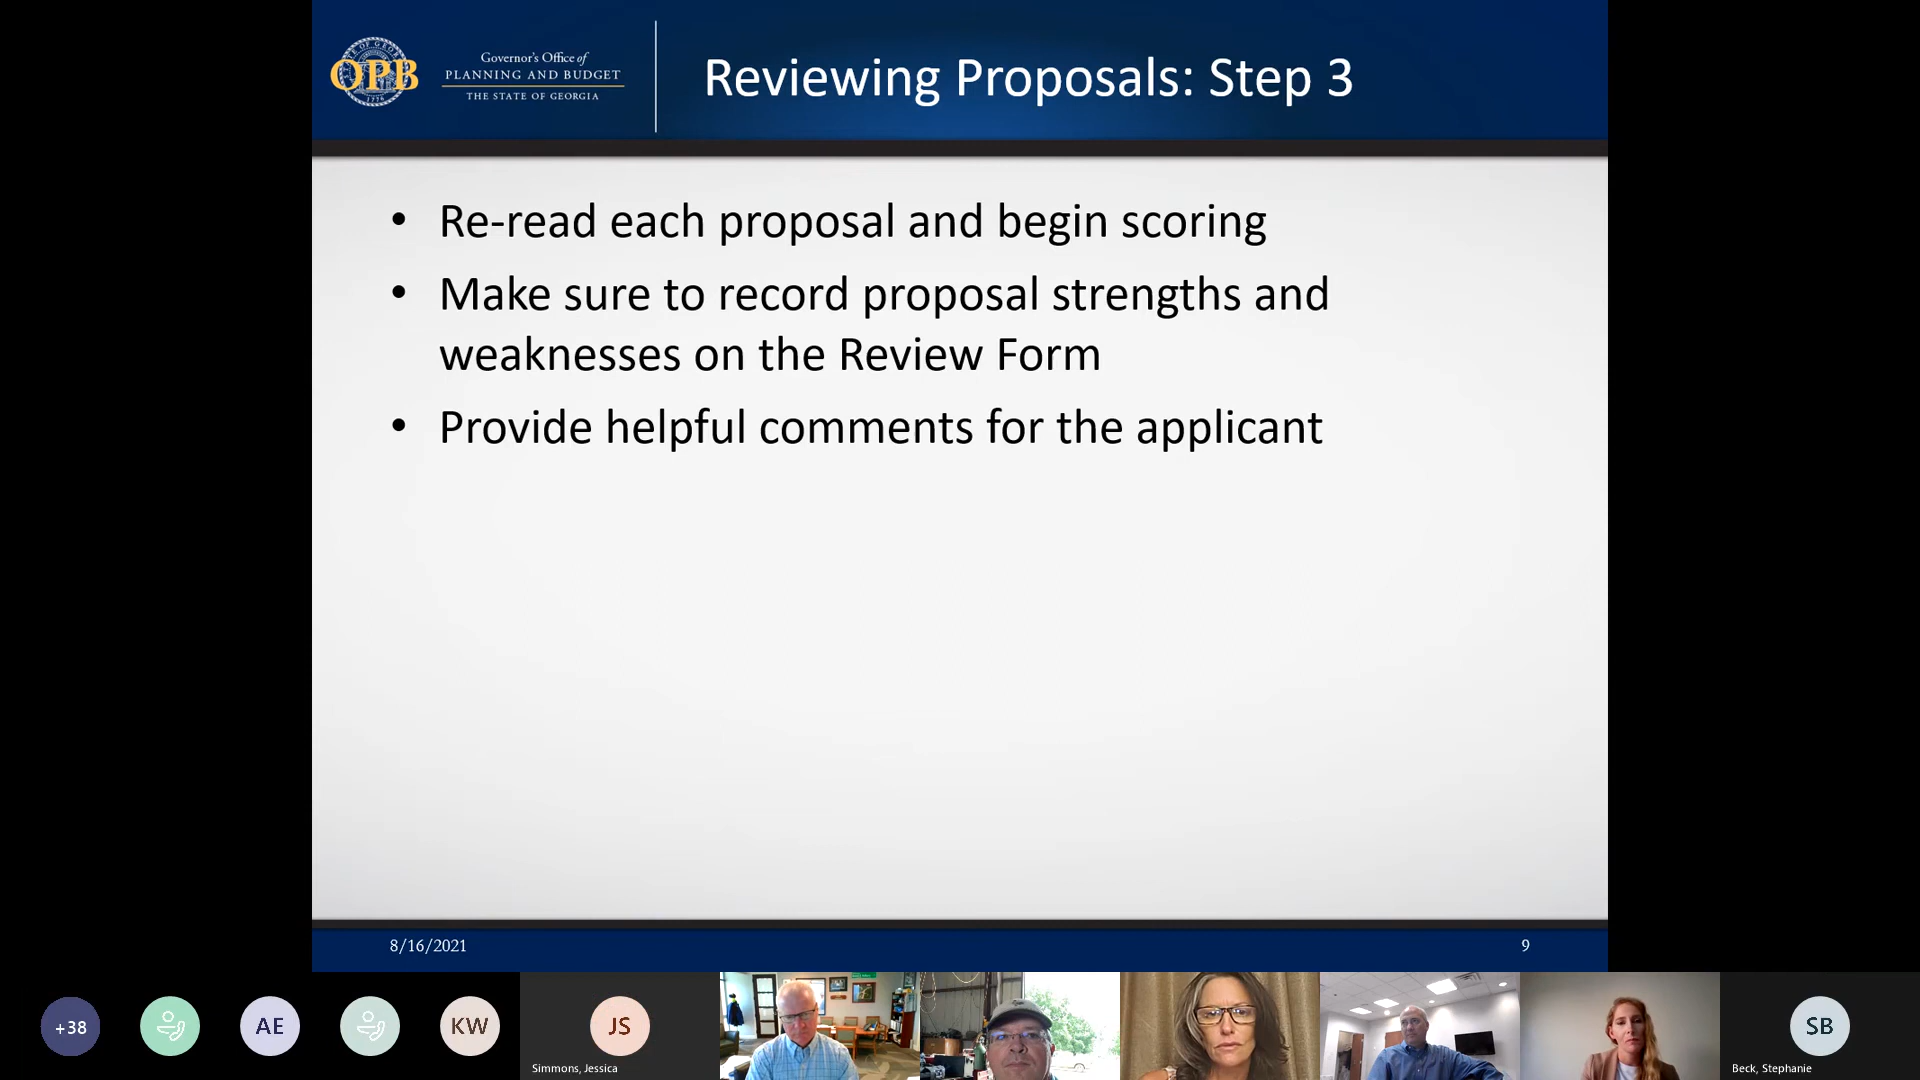 OPB
1776
Governor's Office of
PLANNING AND BUDGET
THE STATE OF GEORGIA
Reviewing Proposals: Step 3
• Re-read each proposal and begin scoring
• Make sure to record proposal strengths and
weaknesses on the Review Form
• Provide helpful comments for the applicant
8/16/2021
9
+38
AE
KW
JS
Simmons, Jessica
SB
Beck, Stephanie